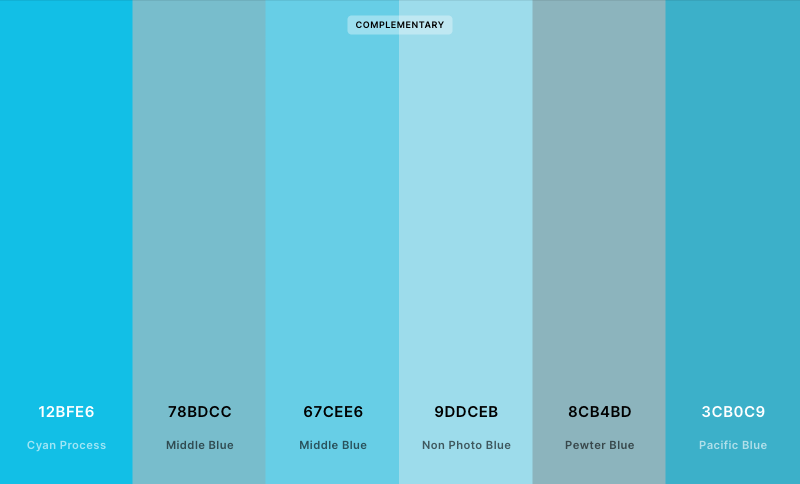 COMPLEMENTARY
12BFE6
78BDCC
67CEE6
9DDCEB
8CB4BD
3CB0C9
Cyan Process
Middle Blue
Middle Blue
Non Photo Blue
Pewter Blue
Pacific Blue